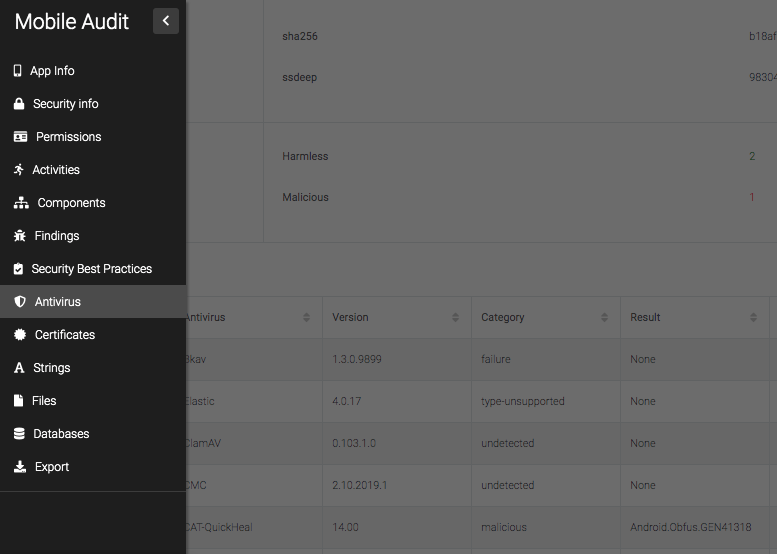 Mobile Audit
App Info
Security info
Permissions
Activities
Components
Findings
Security Best Practices
Antivirus
Certificates
Strings
Files
Databases
Export
sha256 b18af
ssdeep 98304
Harmless 2
Malicious 1
Antivirus Version Category Result
Bkav 1.3.0.9899 failure None
Elastic 4.0.17 type-unsupported None
ClamAV 0.103.1.0 undetected None
CMC 2.10.2019.1 undetected None
CAT-QuickHeal 14.00 malicious Android.Obfus.GEN41318